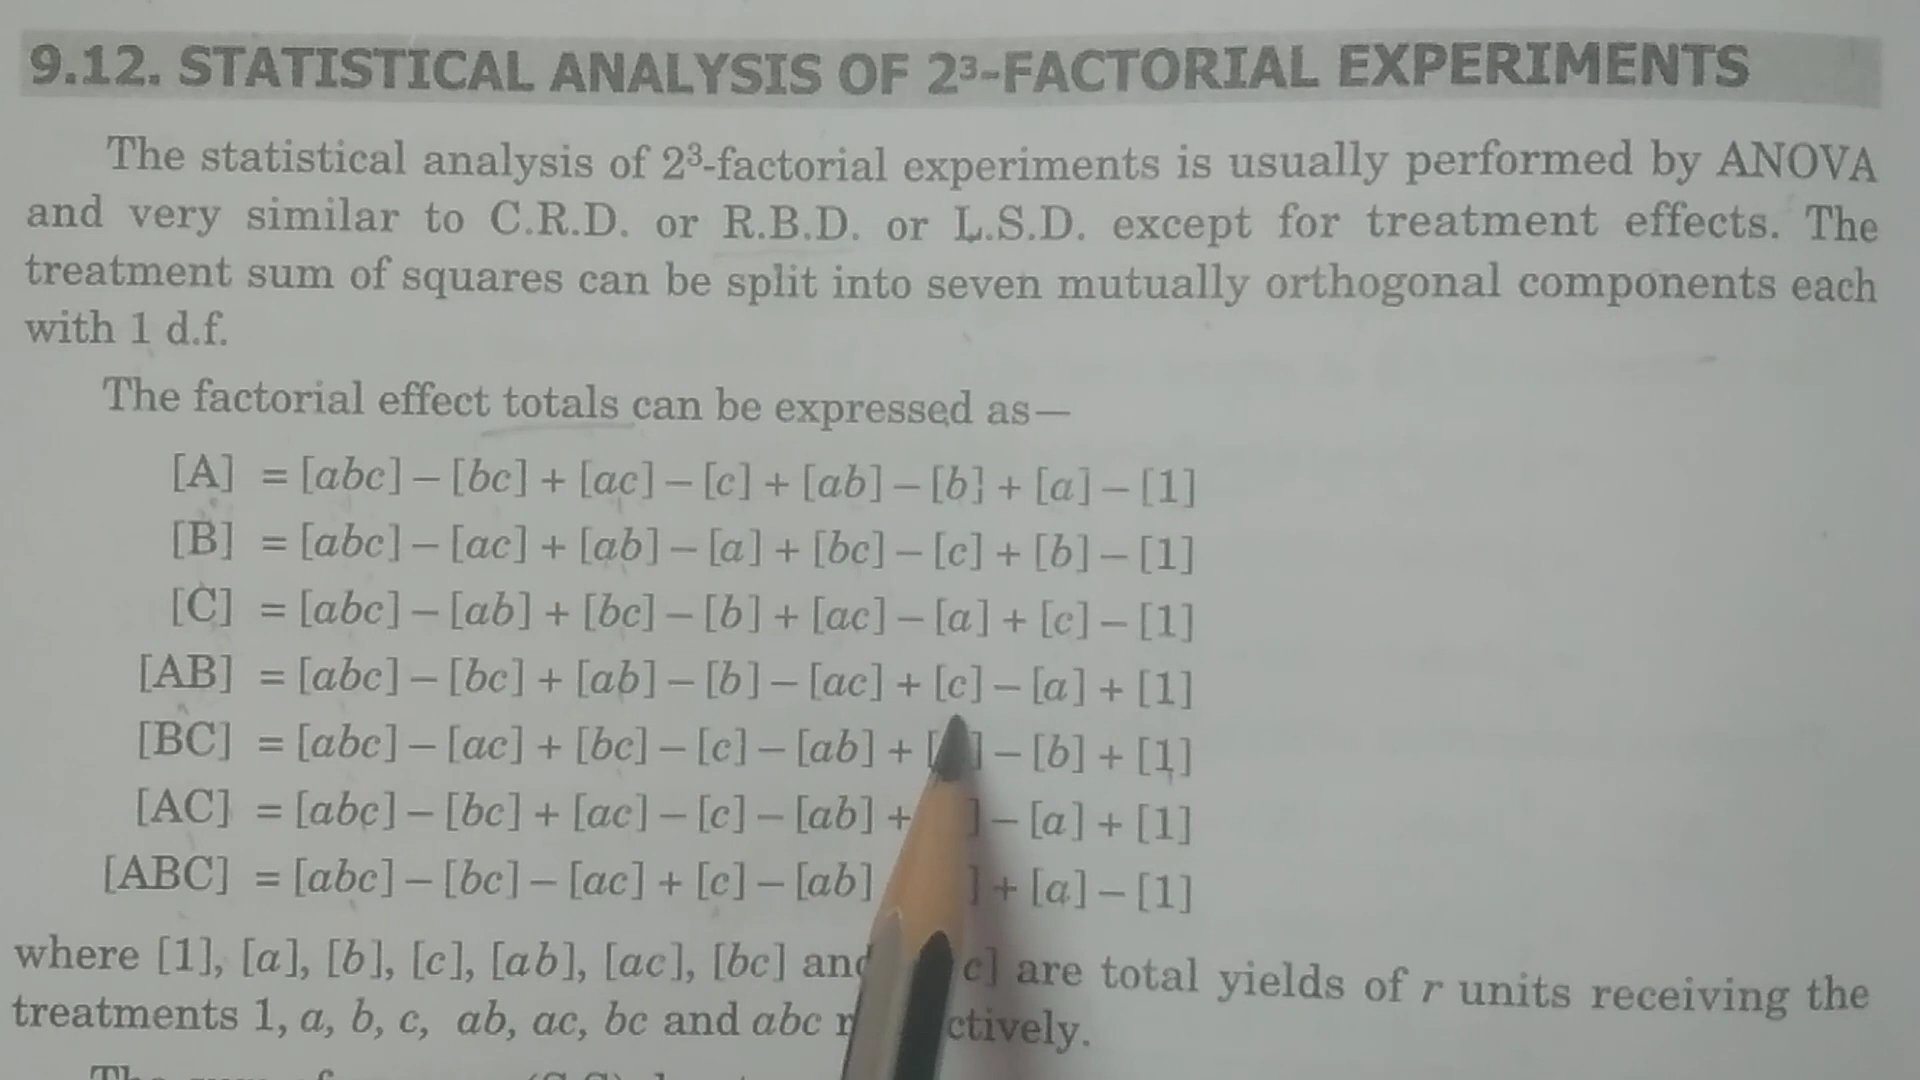 9.12. STATISTICAL ANALYSIS OF 2³-FACTORIAL EXPERIMENTS
The statistical analysis of 2³-factorial experiments is usually performed by ANOVA
and very similar to C.R.D. or R.B.D. or L.S.D. except for treatment effects. The
treatment sum of squares can be split into seven mutually orthogonal components each
with 1 d.f.
The factorial effect totals can be expressed as—
[A] = [abc] – [bc] + [ac] – [c] + [ab] – [b] + [a] – [1]
[B] = [abc] – [ac] + [ab] – [a] + [bc] – [c] + [b] – [1]
[C] = [abc] – [ab] + [bc] – [b] + [ac] – [a] + [c] – [1]
[AB] = [abc] – [bc] + [ab] – [b] – [ac] + [c] – [a] + [1]
[BC] = [abc] – [ac] + [bc] – [c] – [ab] + [ ] – [b] + [1]
[AC] = [abc] – [bc] + [ac] – [c] – [ab] + ] – [a] + [1]
[ABC] = [abc] – [bc] – [ac] + [c] – [ab] ] + [a] – [1]
where [1], [a], [b], [c], [ab], [ac], [bc] and c] are total yields of r units receiving the
treatments 1, a, b, c, ab, ac, bc and abc ctively.